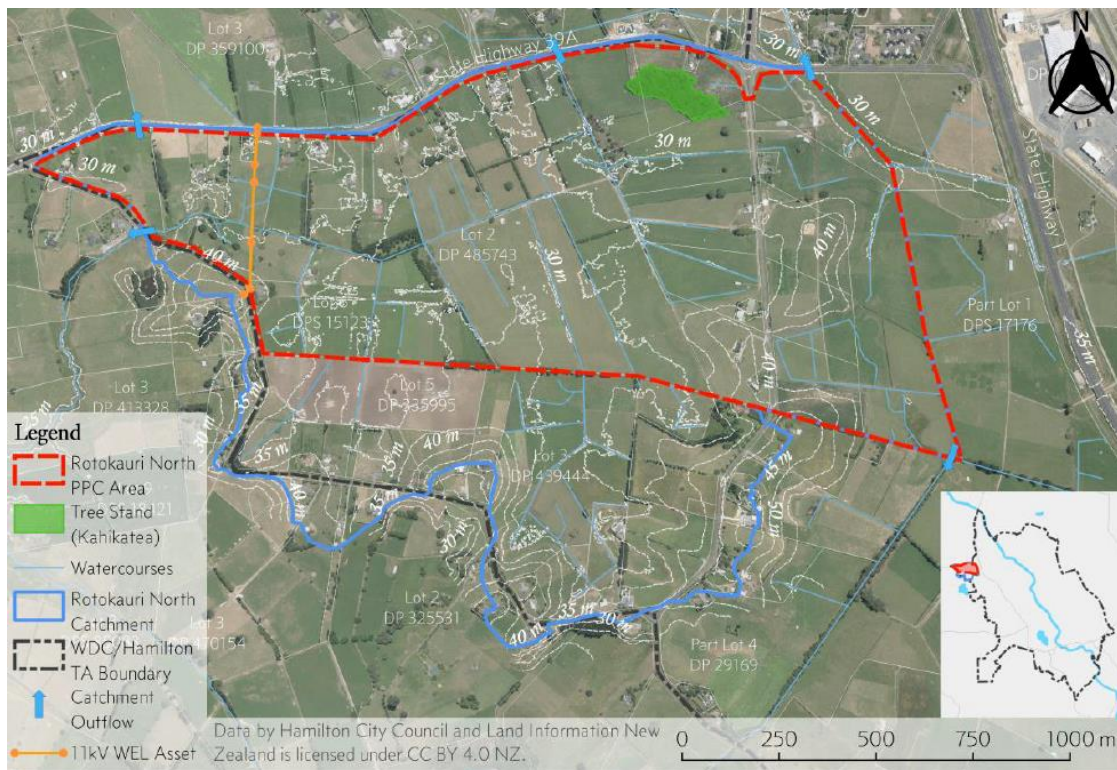 Lot 3
DP 359100
State Highway 39A
30 m
30 m
DP
N
30 m
30 m
30 m
State Highway 1
40 m
Lot 2
DP 485743
30 m
40 m
DPS 15123
Part Lot 1
DPS 17176
35 m
40 m
Lot 3
DP 413328
35 m
35 m
Lot 5
DP 335995
30 m
35 m
40 m
35 m
40 m
DP 439444
45 m
50 m
30 m
Lot 2
DP 325531
35 m
30 m
40 m
Part Lot 4
DP 29169
Legend
Rotokauri North
PPC Area
Tree Stand
(Kahikatea)
Watercourses
Rotokauri North
Catchment
WDC/Hamilton
TA Boundary
Catchment
Outflow
11kV WEL Asset
Data by Hamilton City Council and Land Information New
Zealand is licensed under CC BY 4.0 NZ.
0 250 500 750 1000 m